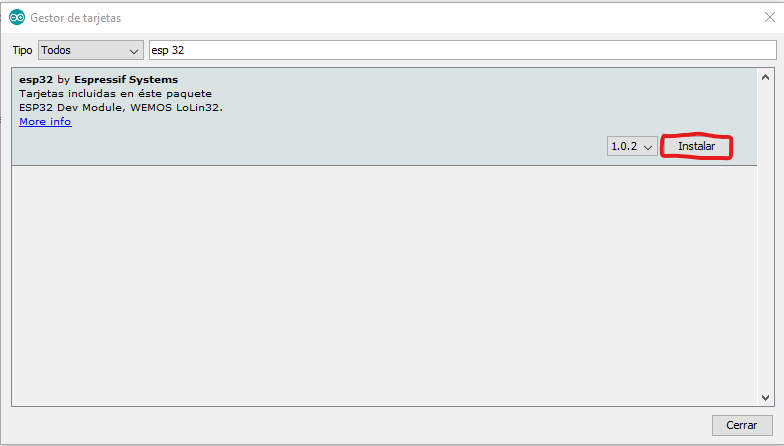 Gestor de tarjetas
Tipo Todos esp 32
esp32 by Espressif Systems
Tarjetas incluidas en éste paquete
ESP32 Dev Module, WEMOS LoLin32.
More info
1.0.2 Instalar
Cerrar